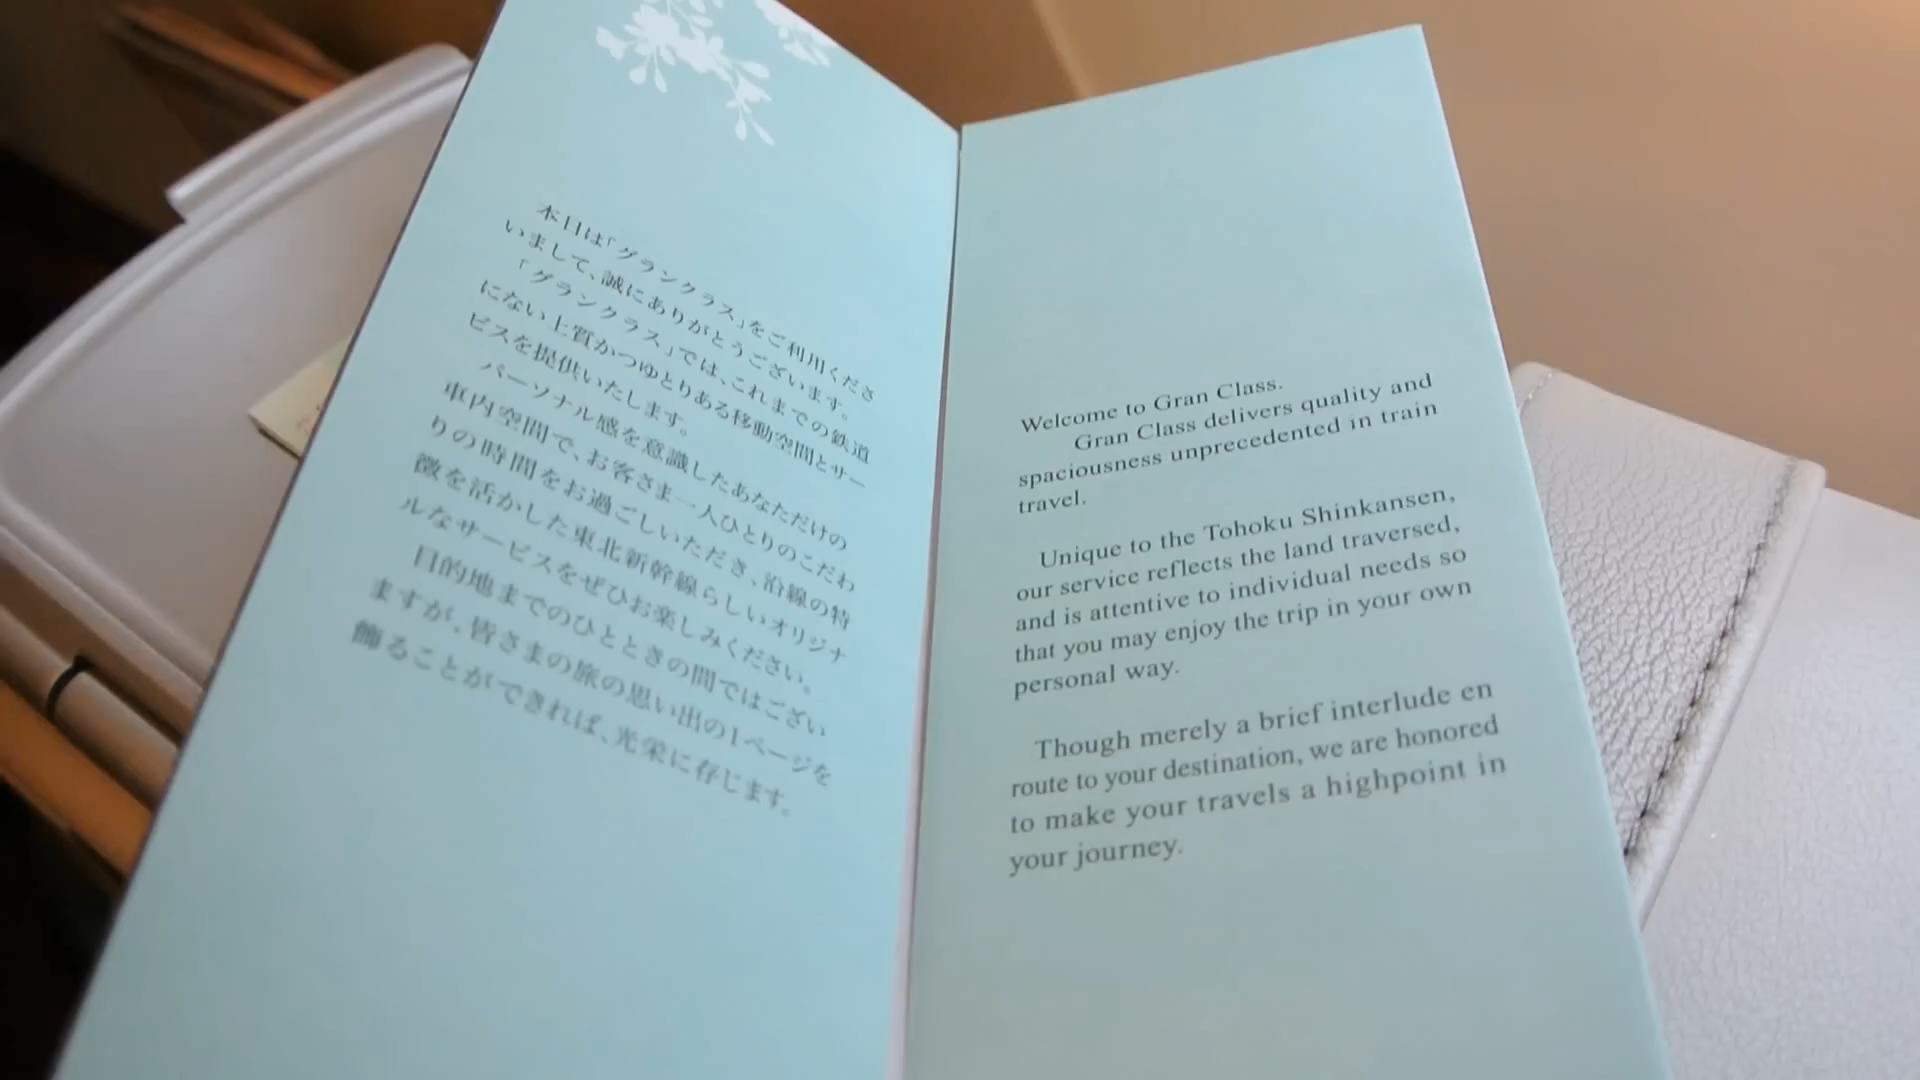 本日は「グランクラス」をご利用くださ
いまして、誠にありがとうございます。
「グランクラス」では、これまでの鉄道
にない上質かつゆとりある移動空間とサー
ビスを提供いたします。
パーソナル感を意識したあなただけの
車内空間で、お客さま一人ひとりのこだわ
りの時間をお過ごしいただき、沿線の特
徴を活かした東北新幹線らしいオリジナ
ルなサービスをぜひお楽しみください。
目的地までのひとときの間ではござい
ますが、皆さまの旅の思い出の1ページを
飾ることができれば、光栄に存じます。
Welcome to Gran Class.
Gran Class delivers quality and
spaciousness unprecedented in train
travel.
Unique to the Tohoku Shinkansen,
our service reflects the land traversed,
and is attentive to individual needs so
that you may enjoy the trip in your own
personal way.
Though merely a brief interlude en
route to your destination, we are honored
to make your travels a highpoint in
your journey.